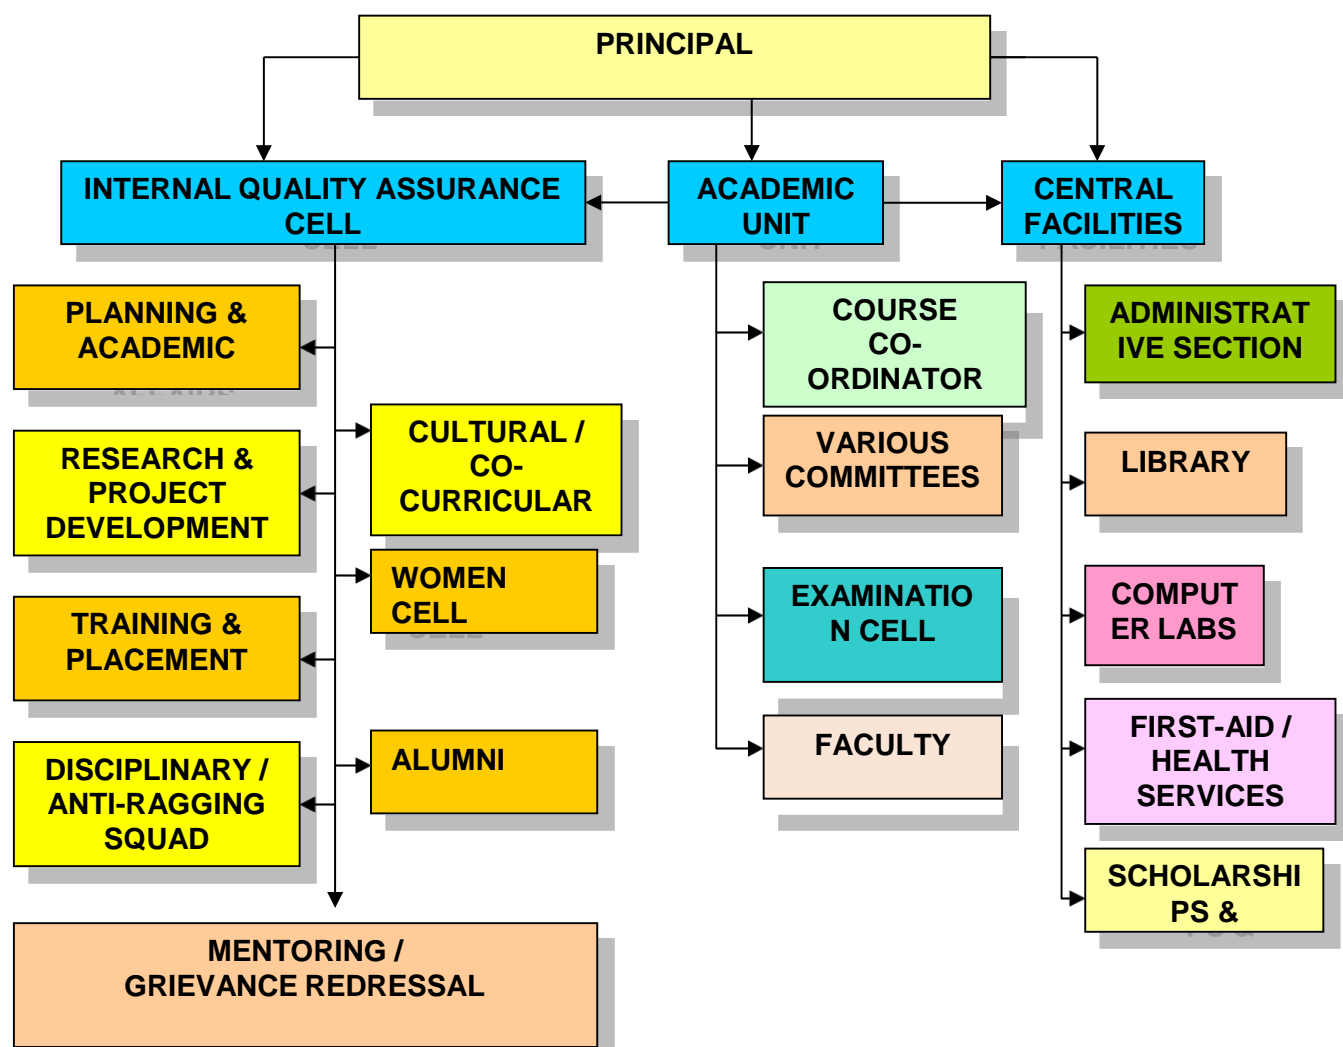 PRINCIPAL
INTERNAL QUALITY ASSURANCE
CELL
ACADEMIC
UNIT
CENTRAL
FACILITIES
PLANNING &
ACADEMIC
RESEARCH &
PROJECT
DEVELOPMENT
TRAINING &
PLACEMENT
DISCIPLINARY /
ANTI-RAGGING
SQUAD
CULTURAL /
CO-
CURRICULAR
WOMEN
CELL
ALUMNI
MENTORING /
GRIEVANCE REDRESSAL
COURSE
CO-
ORDINATOR
VARIOUS
COMMITTEES
EXAMINATIO
N CELL
FACULTY
ADMINISTRAT
IVE SECTION
LIBRARY
COMPUT
ER LABS
FIRST-AID /
HEALTH
SERVICES
SCHOLARSHI
PS &